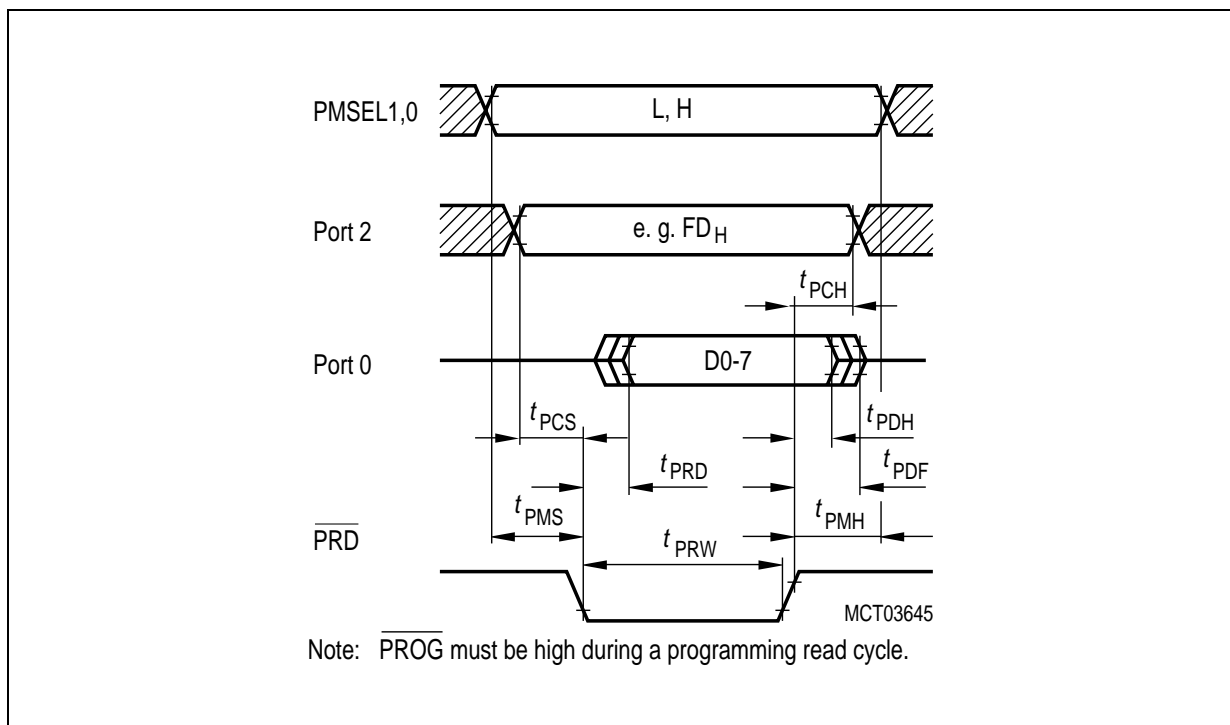 PMSEL1,0 L, H
Port 2 e. g. FDH
tPCH
Port 0 D0-7
tPCS tPDH
tPRD tPDF
tPMS tPMH
PRD tPRW
MCT03645
Note: PROG must be high during a programming read cycle.